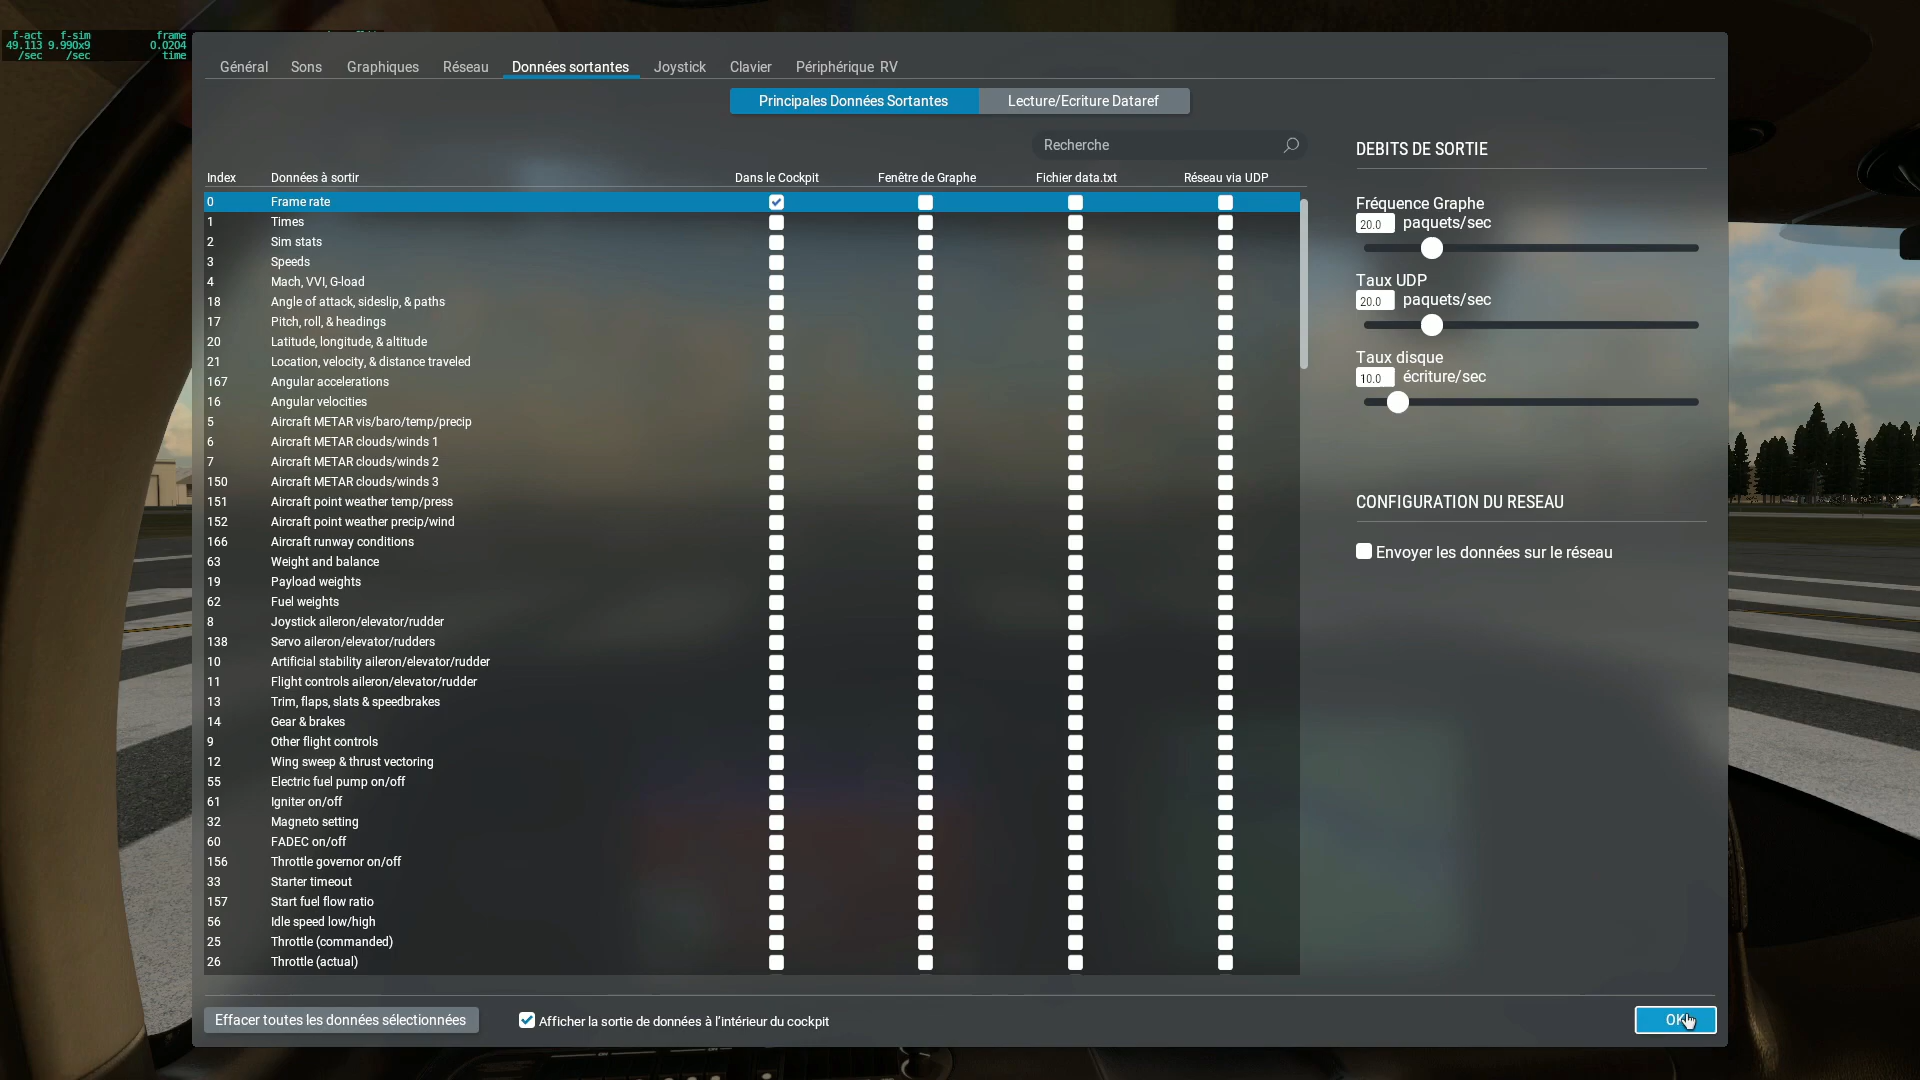 f-act f-sim frame
49.113 9.990x9 0.0204
/sec /sec time
Général Sons Graphiques Réseau Données sortantes Joystick Clavier Périphérique RV
Principales Données Sortantes Lecture/Ecriture Dataref
Recherche
Index Données à sortir Dans le Cockpit Fenêtre de Graphe Fichier data.txt Réseau via UDP
0 Frame rate
1 Times
2 Sim stats
3 Speeds
4 Mach, VVI, G-load
18 Angle of attack, sideslip, & paths
17 Pitch, roll, & headings
20 Latitude, longitude, & altitude
21 Location, velocity, & distance traveled
167 Angular accelerations
16 Angular velocities
5 Aircraft METAR vis/baro/temp/precip
6 Aircraft METAR clouds/winds 1
7 Aircraft METAR clouds/winds 2
150 Aircraft METAR clouds/winds 3
151 Aircraft point weather temp/press
152 Aircraft point weather precip/wind
166 Aircraft runway conditions
63 Weight and balance
19 Payload weights
62 Fuel weights
8 Joystick aileron/elevator/rudder
138 Servo aileron/elevator/rudders
10 Artificial stability aileron/elevator/rudder
11 Flight controls aileron/elevator/rudder
13 Trim, flaps, slats & speedbrakes
14 Gear & brakes
9 Other flight controls
12 Wing sweep & thrust vectoring
55 Electric fuel pump on/off
61 Igniter on/off
32 Magneto setting
60 FADEC on/off
156 Throttle governor on/off
33 Starter timeout
157 Start fuel flow ratio
56 Idle speed low/high
25 Throttle (commanded)
26 Throttle (actual)
DEBITS DE SORTIE
Fréquence Graphe
20.0 paquets/sec
Taux UDP
20.0 paquets/sec
Taux disque
10.0 écriture/sec
CONFIGURATION DU RESEAU
Envoyer les données sur le réseau
Effacer toutes les données sélectionnées
Afficher la sortie de données à l'intérieur du cockpit
OK